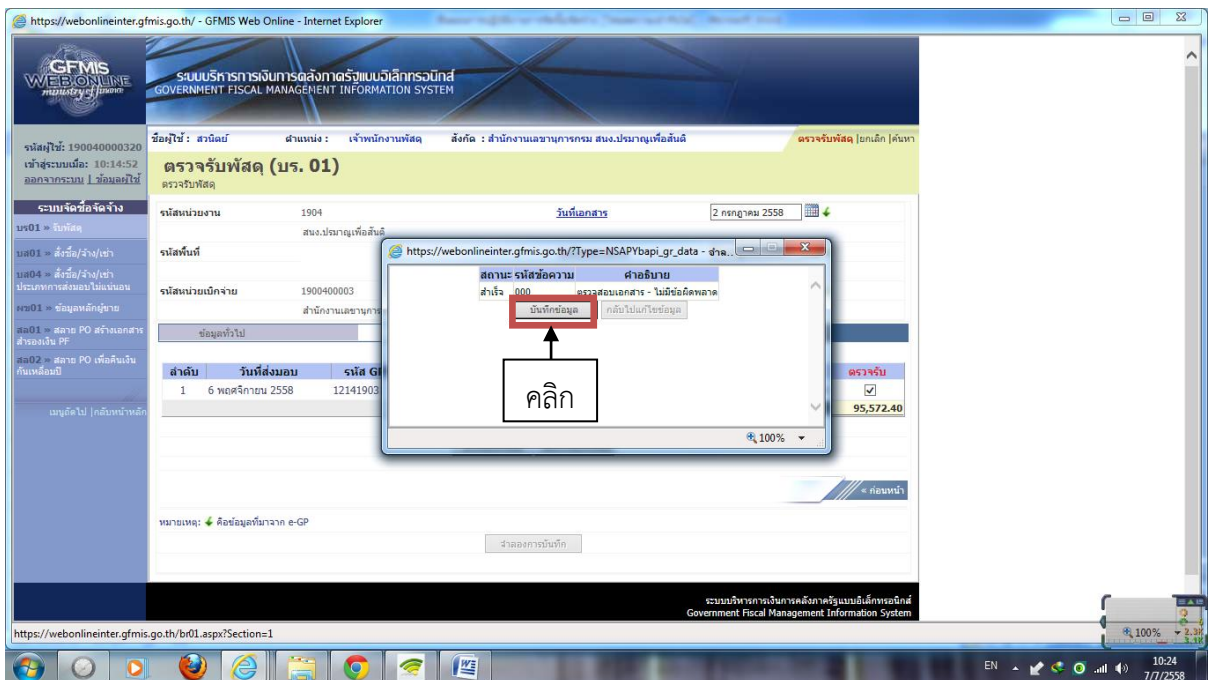 https://webonlineinter.gfmis.go.th/ - GFMIS Web Online - Internet Explorer
GFMIS
WEB ONLINE
ministry of finance
ระบบบริหารการเงินการคลังภาครัฐแบบอิเล็กทรอนิกส์
GOVERNMENT FISCAL MANAGEMENT INFORMATION SYSTEM
รหัสผู้ใช้: 190040000320
เข้าสู่ระบบเมื่อ: 10:14:52
ออกจากระบบ | ข้อมูลผู้ใช้
ชื่อผู้ใช้ : สวนิตย์ ตำแหน่ง : เจ้าพนักงานพัสดุ สังกัด : สำนักงานเลขานุการกรม สนง.ประมาณูเพื่อสันติ
ตรวจรับพัสดุ |ยกเลิก |ค้นหา
ตรวจรับพัสดุ (บร. 01)
ตรวจรับพัสดุ
ระบบจัดซื้อจัดจ้าง
บร01 » รับพัสดุ
บส01 » สั่งซื้อ/จ้าง/เช่า
บส04 » สั่งซื้อ/จ้าง/เช่า
ประเภทการส่งมอบไม่แน่นอน
ผข01 » ข้อมูลหลักผู้ขาย
สอ01 » สลาย PO สร้างเอกสาร
สำรองเงิน PF
สอ02 » สลาย PO เพื่อคืนเงิน
กันเหลื่อมปี
เมนูถัดไป |กลับหน้าหลัก
รหัสหน่วยงาน 1904 วันที่เอกสาร 2 กรกฎาคม 2558
สนง.ปรมาณูเพื่อสันติ
รหัสพื้นที่
รหัสหน่วยเบิกจ่าย 1900400003
สำนักงานเลขานุการ
ข้อมูลทั่วไป
ลำดับ วันที่ส่งมอบ รหัส GP ตรวจรับ
1 6 พฤศจิกายน 2558 12141903
95,572.40
https://webonlineinter.gfmis.go.th/?Type=NSAPYbapi_gr_data - จำล..
สถานะ รหัสข้อความ คำอธิบาย
สำเร็จ 000 ตรวจสอบเอกสาร - ไม่มีข้อผิดพลาด
บันทึกข้อมูล กลับไปแก้ไขข้อมูล
คลิก
100%
« ก่อนหน้า
หมายเหตุ: คือข้อมูลที่มาจาก e-GP
จำลองการบันทึก
ระบบบริหารการเงินการคลังภาครัฐแบบอิเล็กทรอนิกส์
Government Fiscal Management Information System
https://webonlineinter.gfmis.go.th/br01.aspx?Section=1
100%
EN
10:24
7/7/2558